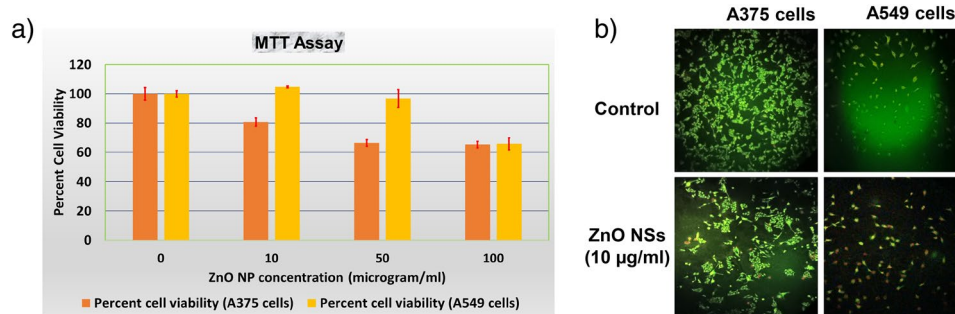 a)
MTT Assay
Percent Cell Viability
120
100
80
60
40
20
0
0
10
50
100
ZnO NP concentration (microgram/ml)
Percent cell viability (A375 cells)
Percent cell viability (A549 cells)
b)
A375 cells
A549 cells
Control
ZnO NSs
(10 µg/ml)